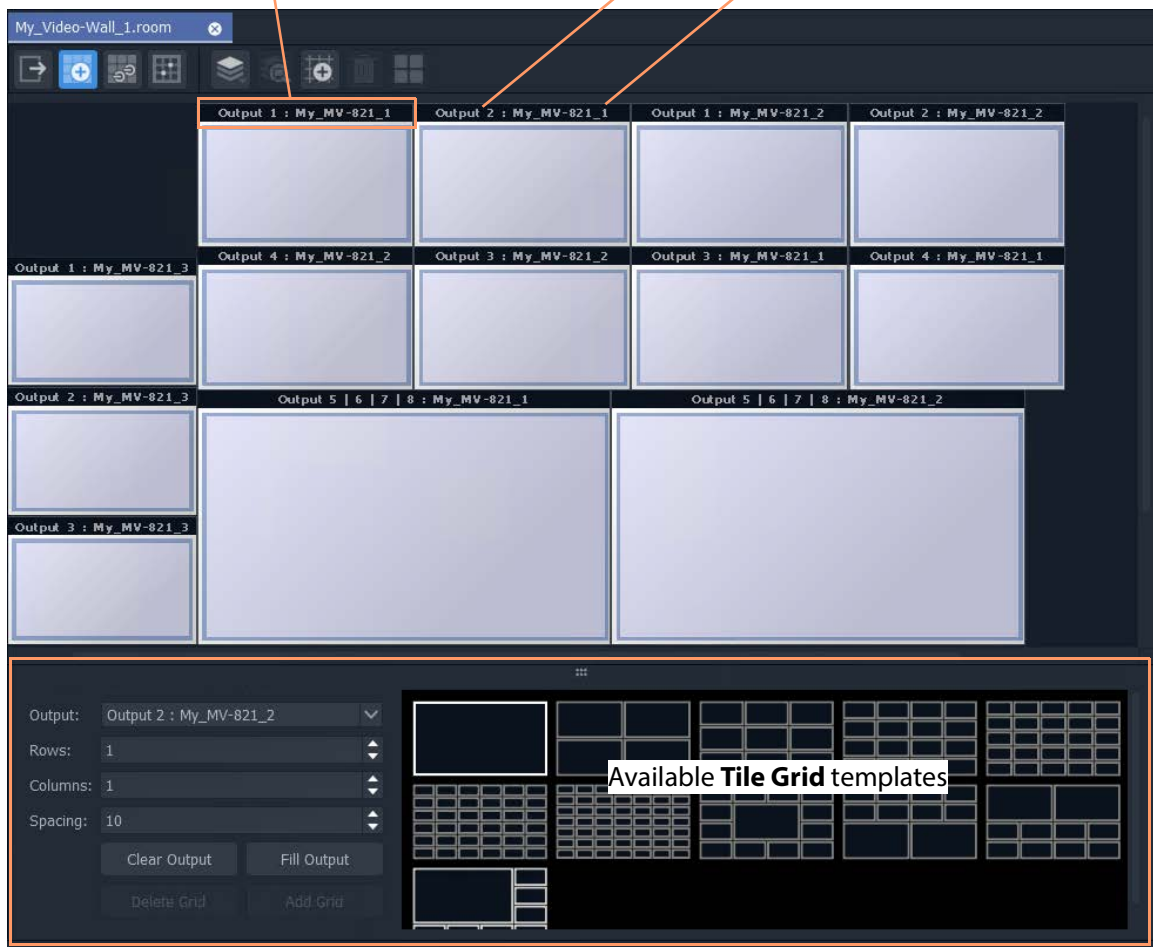 My_Video-Wall_1.room
Output 1 : My_MV-821_1
Output 2 : My_MV-821_1
Output 1 : My_MV-821_2
Output 2 : My_MV-821_2
Output 4 : My_MV-821_2
Output 3 : My_MV-821_2
Output 3 : My_MV-821_1
Output 4 : My_MV-821_1
Output 1 : My_MV-821_3
Output 2 : My_MV-821_3
Output 5 | 6 | 7 | 8 : My_MV-821_1
Output 5 | 6 | 7 | 8 : My_MV-821_2
Output 3 : My_MV-821_3
Output: Output 2 : My_MV-821_2
Rows: 1
Columns: 1
Spacing: 10
Clear Output Fill Output
Delete Grid Add Grid
Available Tile Grid templates